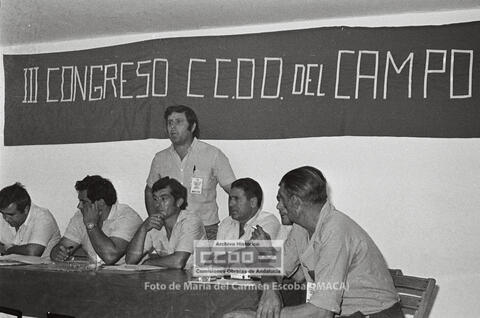 III CONGRESO CC.OO. DEL CAMPO
Archivo Histórico
CCOO
Comisiones Obreras de Andalucía
Foto de María del Carmen Escobar (MACA)